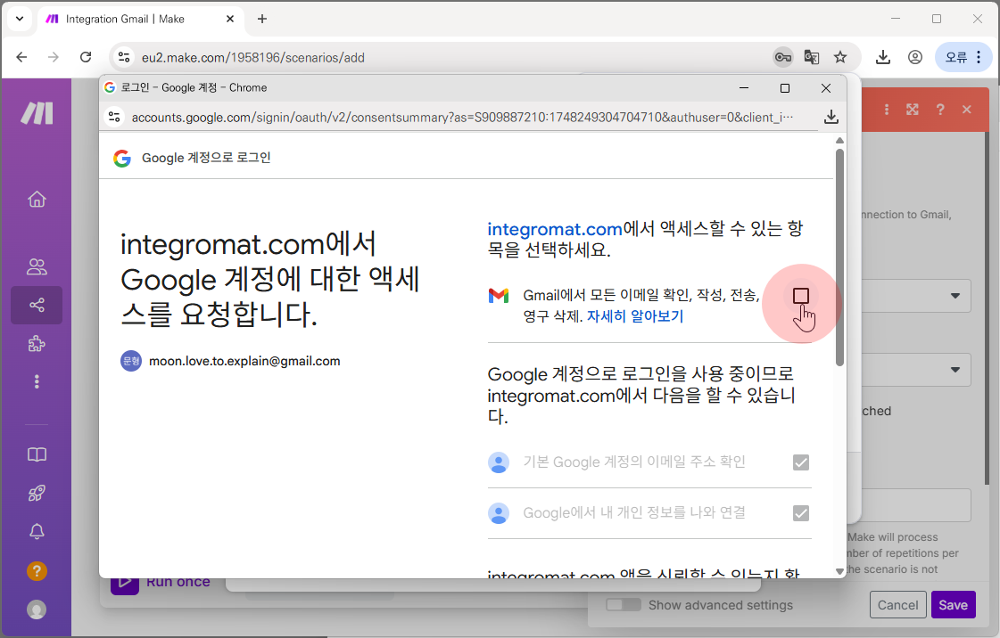 Integration Gmail | Make
eu2.make.com/1958196/scenarios/add
오류
로그인 - Google 계정 - Chrome
accounts.google.com/signin/oauth/v2/consentsummary?as=S909887210:1748249304704710&authuser=0&client_i···
Google 계정으로 로그인
integromat.com에서
Google 계정에 대한 액세
스를 요청합니다.
문형
moon.love.to.explain@gmail.com
integromat.com에서 액세스할 수 있는 항
목을 선택하세요.
Gmail에서 모든 이메일 확인, 작성, 전송,
영구 삭제. 자세히 알아보기
Google 계정으로 로그인을 사용 중이므로
integromat.com에서 다음을 할 수 있습니
다.
기본 Google 계정의 이메일 주소 확인
Google에서 내 개인 정보를 나와 연결
integromat.com 앱을 신뢰할 수 있는지 확
nnection to Gmail,
ched
Make will process
mber of repetitions per
the scenario is not
Run once
Show advanced settings
Cancel
Save